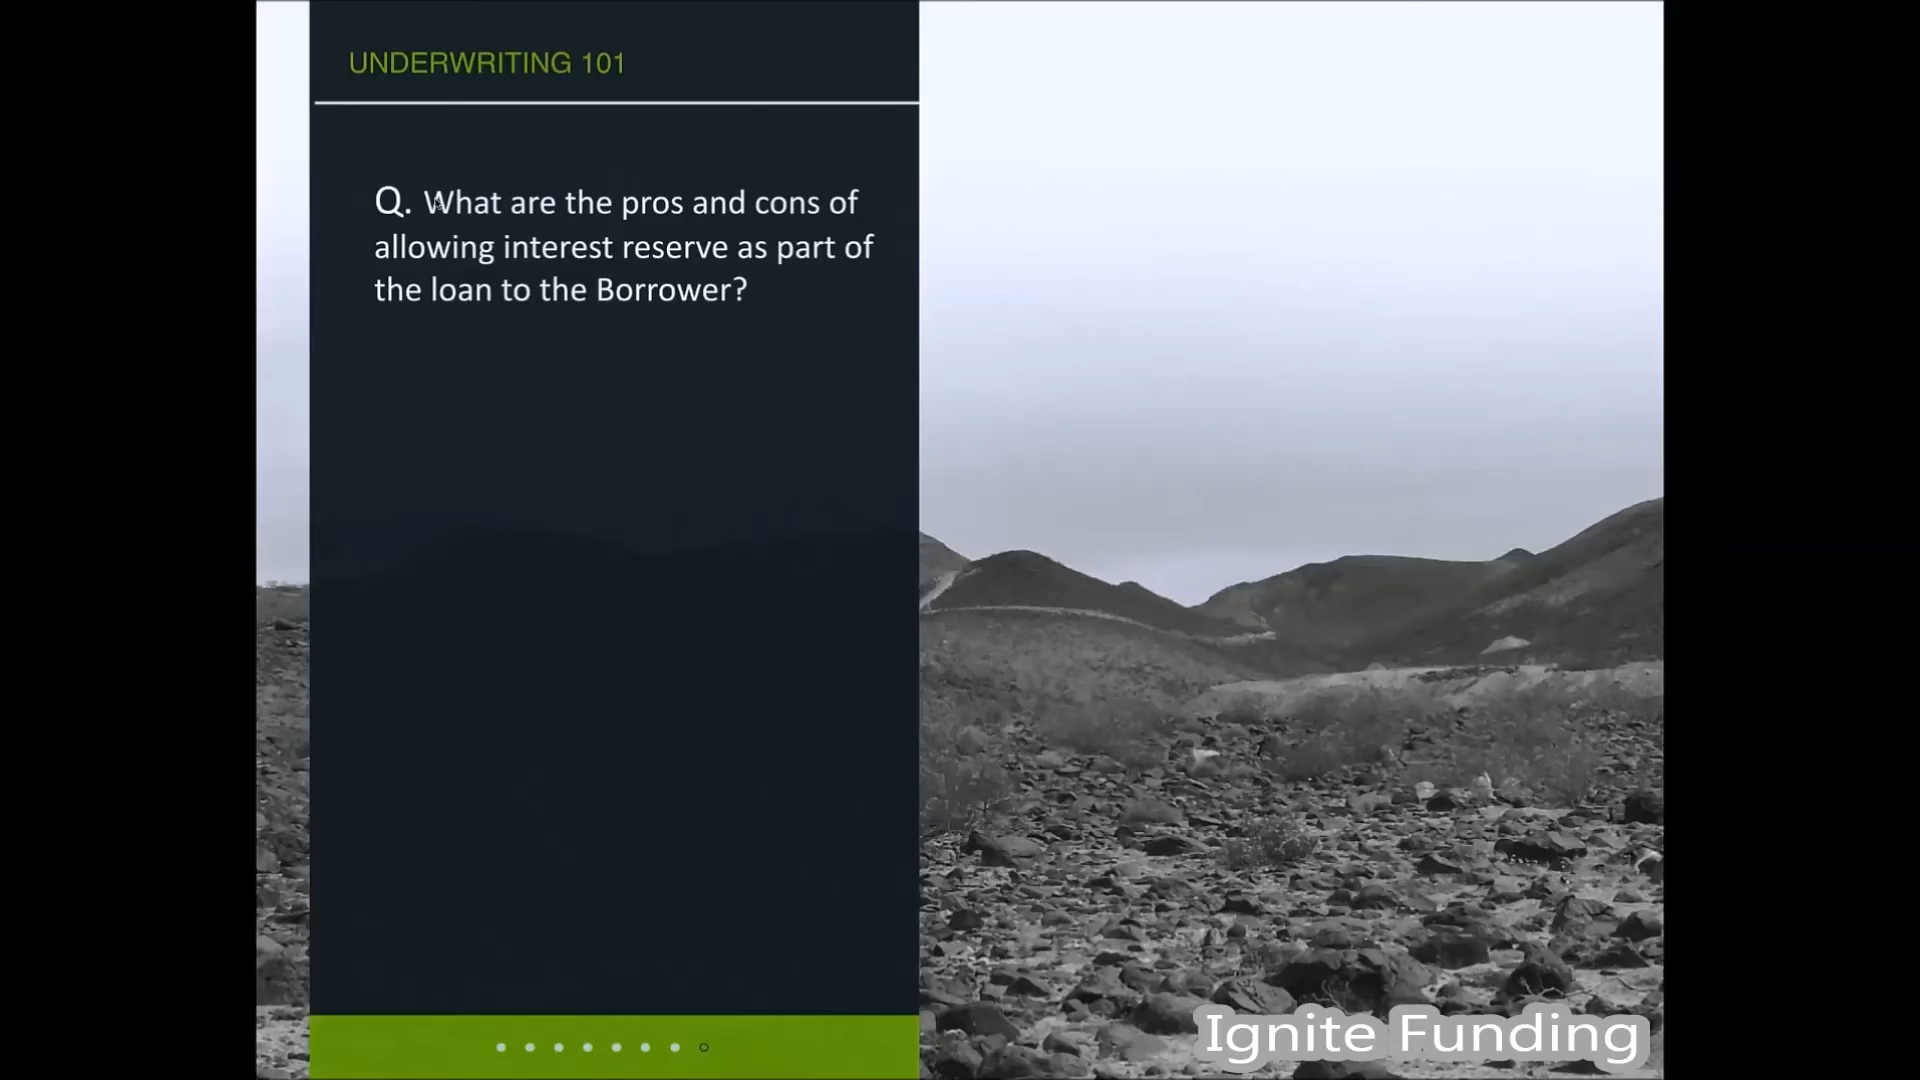 UNDERWRITING 101
Q. What are the pros and cons of
allowing interest reserve as part of
the loan to the Borrower?
Ignite Funding